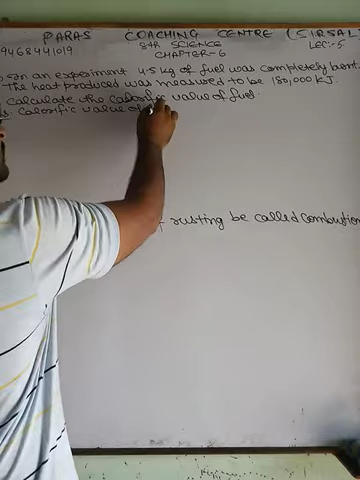 PARAS COACHING CENTRE (SIRSAL
9468441019 8th SCIENCE LEC:-5
CHAPTER-6
an experiment 4.5 kg of fuel was completely burnt.
The heat produced was measured to be 180,000 KJ.
Calculate the calorific value of fuel.
Calorific value of
rusting be called combustion